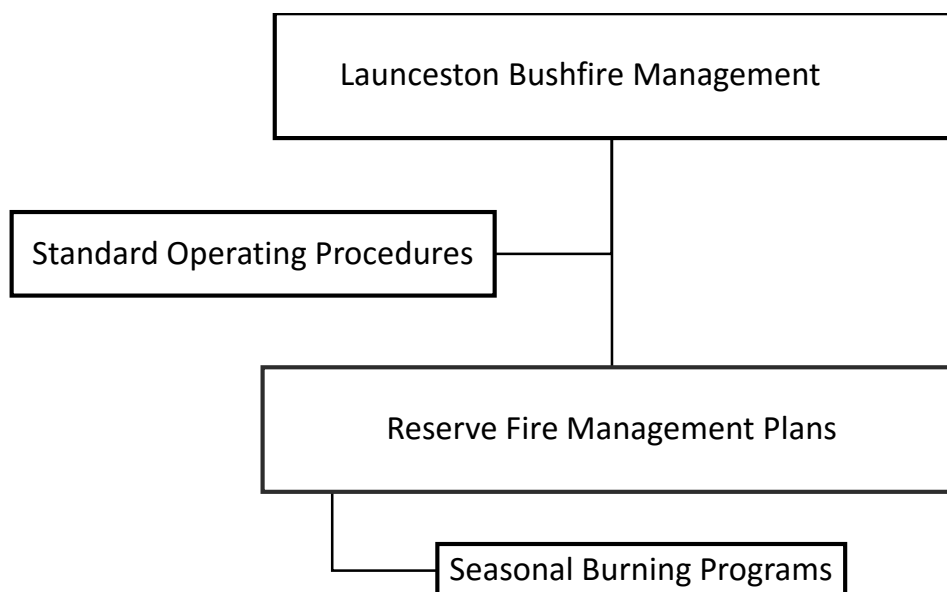 Launceston Bushfire Management
Standard Operating Procedures
Reserve Fire Management Plans
Seasonal Burning Programs